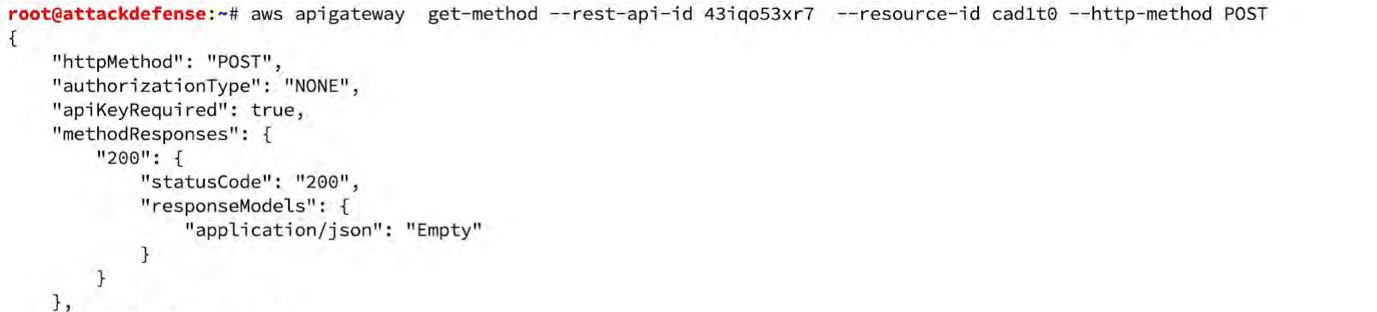 root@attackdefense:~# aws apigateway  get-method --rest-api-id 43iqo53xr7  --resource-id cad1t0 --http-method POST
{
    "httpMethod": "POST",
    "authorizationType": "NONE",
    "apiKeyRequired": true,
    "methodResponses": {
        "200": {
            "statusCode": "200",
            "responseModels": {
                "application/json": "Empty"
            }
        }
    },